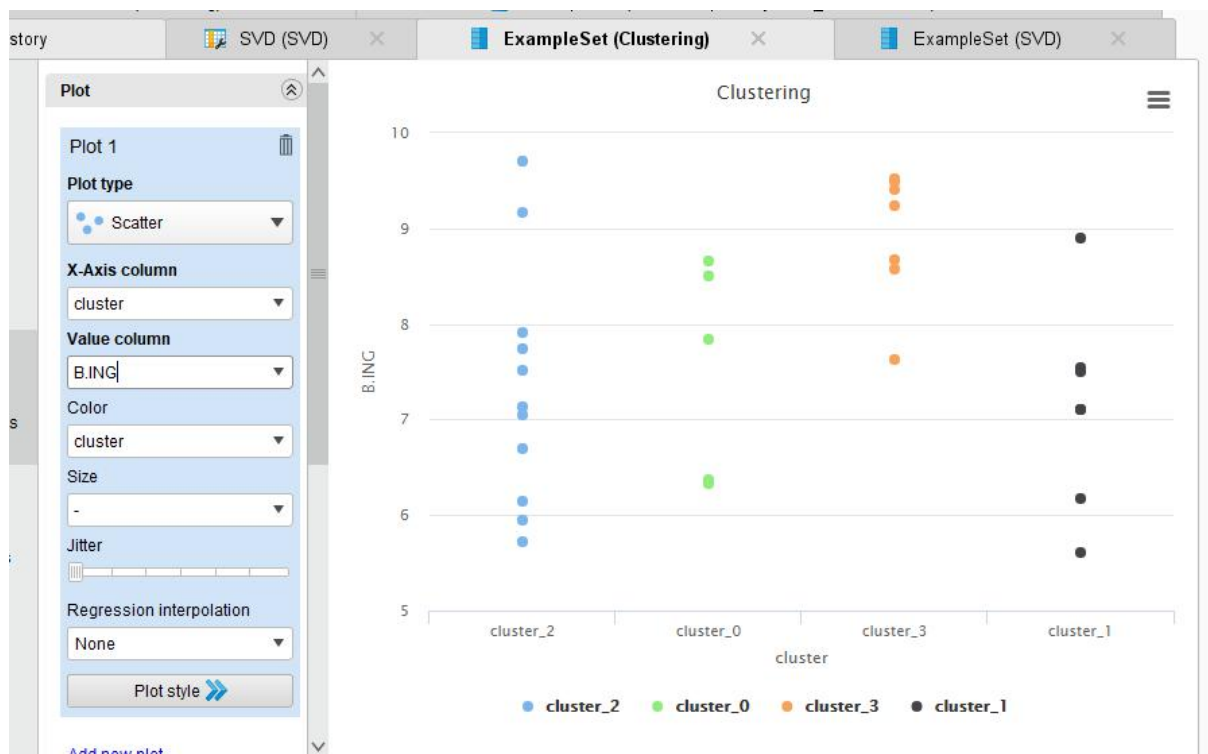 story
SVD (SVD)
ExampleSet (Clustering)
ExampleSet (SVD)
Plot
Plot 1
Plot type
Scatter
X-Axis column
cluster
Value column
B.ING
Color
cluster
Size
-
Jitter
Regression interpolation
None
Plot style
Add new plot
s
Clustering
10
9
8
7
6
5
B.ING
cluster_2 cluster_0 cluster_3 cluster_1
cluster
cluster_2 cluster_0 cluster_3 cluster_1